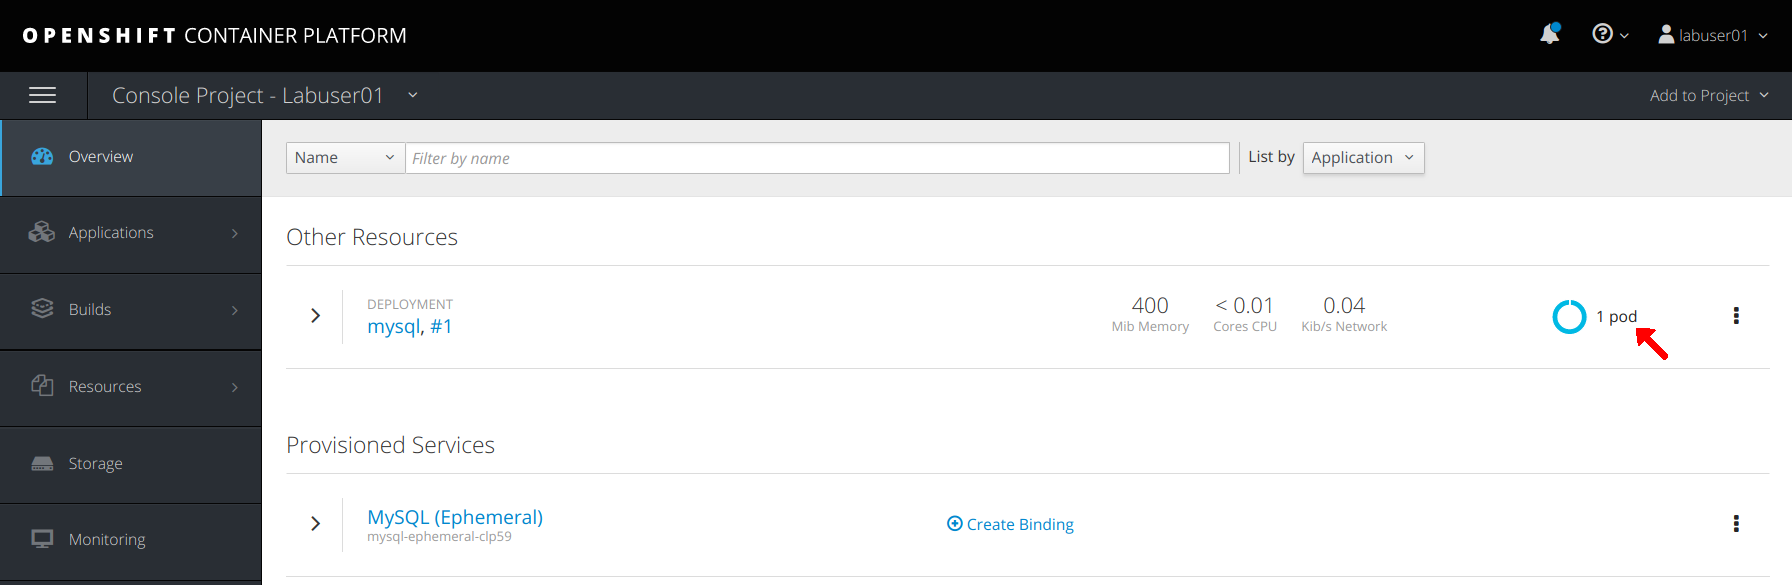 OPENSHIFT CONTAINER PLATFORM
labuser01
Console Project - Labuser01
Add to Project
Overview
Applications
Builds
Resources
Storage
Monitoring
Name
Filter by name
List by
Application
Other Resources
DEPLOYMENT
mysql, #1
400
Mib Memory
< 0.01
Cores CPU
0.04
Kib/s Network
1 pod
Provisioned Services
MySQL (Ephemeral)
mysql-ephemeral-clp59
Create Binding